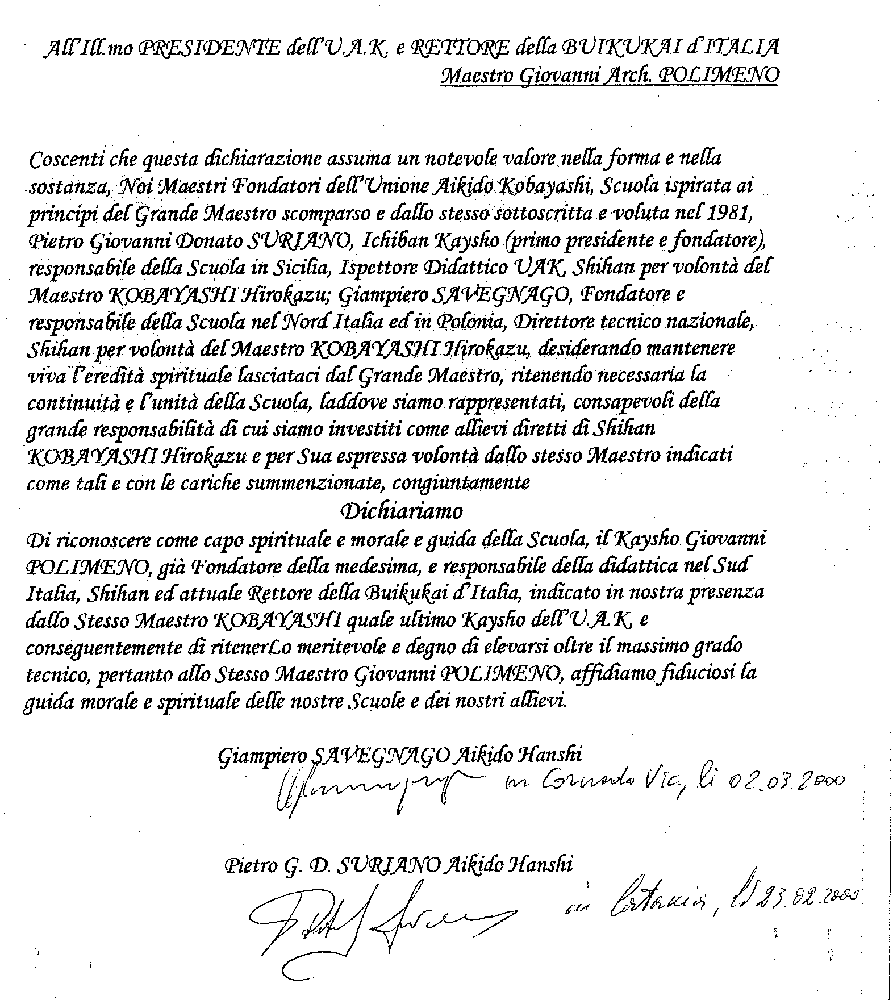 All'Ill.mo PRESIDENTE dell'U.A.K. e RETTORE della BUIKUKAI d'ITALIA
Maestro Giovanni Arch. POLIMENO
Coscenti che questa dichiarazione assuma un notevole valore nella forma e nella
sostanza, Noi Maestri Fondatori dell'Unione Aikido Kobayashi, Scuola ispirata ai
principi del Grande Maestro scomparso e dallo stesso sottoscritta e voluta nel 1981,
Pietro Giovanni Donato SURIANO, Ichiban Kaysho (primo presidente e fondatore),
responsabile della Scuola in Sicilia, Ispettore Didattico UAK, Shihan per volontà del
Maestro KOBAYASHI Hirokazu; Giampiero SAVEGNAGO, Fondatore e
responsabile della Scuola nel Nord Italia ed in Polonia, Direttore tecnico nazionale,
Shihan per volontà del Maestro KOBAYASHI Hirokazu, desiderando mantenere
viva l'eredità spirituale lasciataci dal Grande Maestro, ritenendo necessaria la
continuità e l'unità della Scuola, laddove siamo rappresentati, consapevoli della
grande responsabilità di cui siamo investiti come allievi diretti di Shihan
KOBAYASHI Hirokazu e per Sua espressa volontà dallo stesso Maestro indicati
come tali e con le cariche summenzionate, congiuntamente
Dichiariamo
Di riconoscere come capo spirituale e morale e guida della Scuola, il Kaysho Giovanni
POLIMENO, già Fondatore della medesima, e responsabile della didattica nel Sud
Italia, Shihan ed attuale Rettore della Buikukai d'Italia, indicato in nostra presenza
dallo Stesso Maestro KOBAYASHI quale ultimo Kaysho dell'U.A.K, e
conseguentemente di ritenerLo meritevole e degno di elevarsi oltre il massimo grado
tecnico, pertanto allo Stesso Maestro Giovanni POLIMENO, affidiamo fiduciosi la
guida morale e spirituale delle nostre Scuole e dei nostri allievi.
Giampiero SAVEGNAGO Aikido Hanshi
in Cornedo Vic., li 02.03.2000
Pietro G. D. SURIANO Aikido Hanshi
in Catania, li 23.02.2000